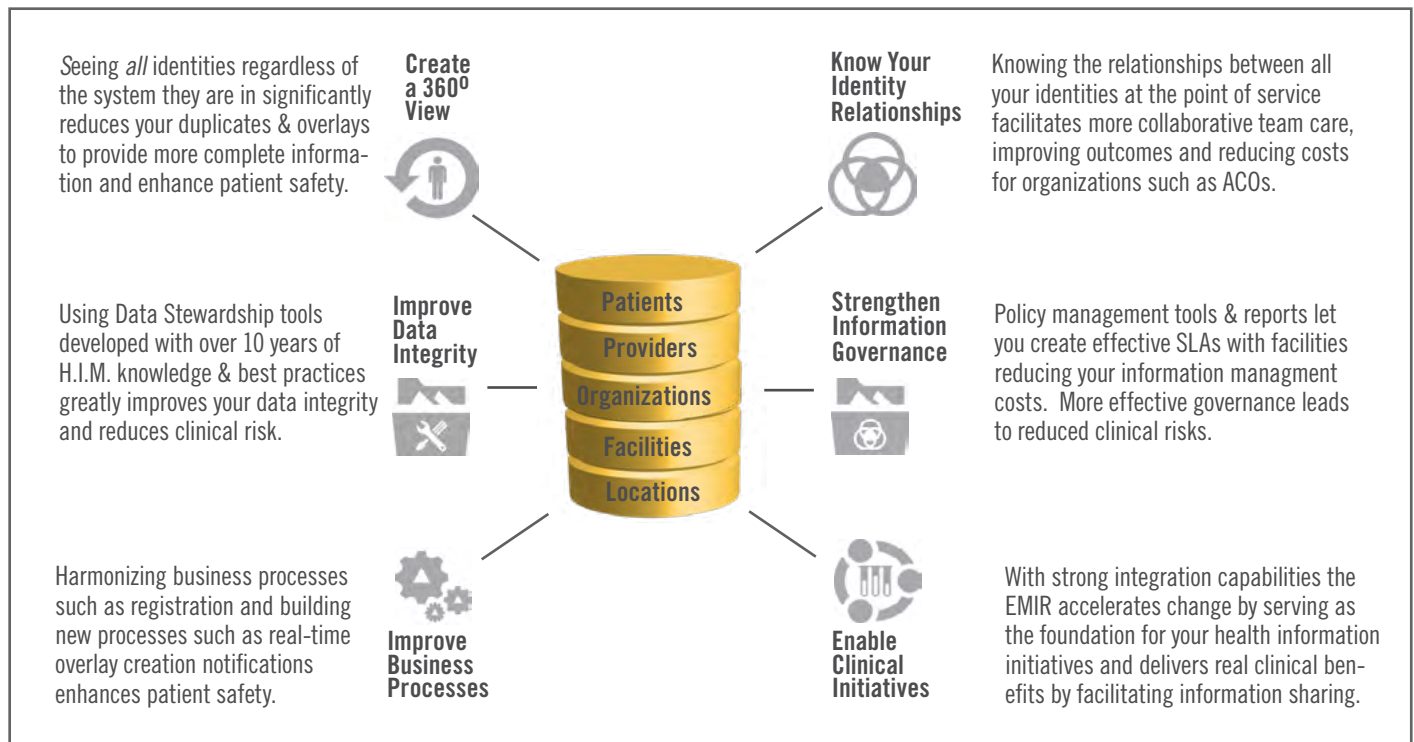 Seeing all identities regardless of
the system they are in significantly
reduces your duplicates & overlays
to provide more complete informa-
tion and enhance patient safety.
Create
a 360º
View
Know Your
Identity
Relationships
Knowing the relationships between all
your identities at the point of service
facilitates more collaborative team care,
improving outcomes and reducing costs
for organizations such as ACOs.
Using Data Stewardship tools
developed with over 10 years of
H.I.M. knowledge & best practices
greatly improves your data integrity
and reduces clinical risk.
Improve
Data
Integrity
Patients
Providers
Organizations
Facilities
Locations
Strengthen
Information
Governance
Policy management tools & reports let
you create effective SLAs with facilities
reducing your information managment
costs. More effective governance leads
to reduced clinical risks.
Harmonizing business processes
such as registration and building
new processes such as real-time
overlay creation notifications
enhances patient safety.
Improve
Business
Processes
Enable
Clinical
Initiatives
With strong integration capabilities the
EMIR accelerates change by serving as
the foundation for your health information
initiatives and delivers real clinical ben-
efits by facilitating information sharing.